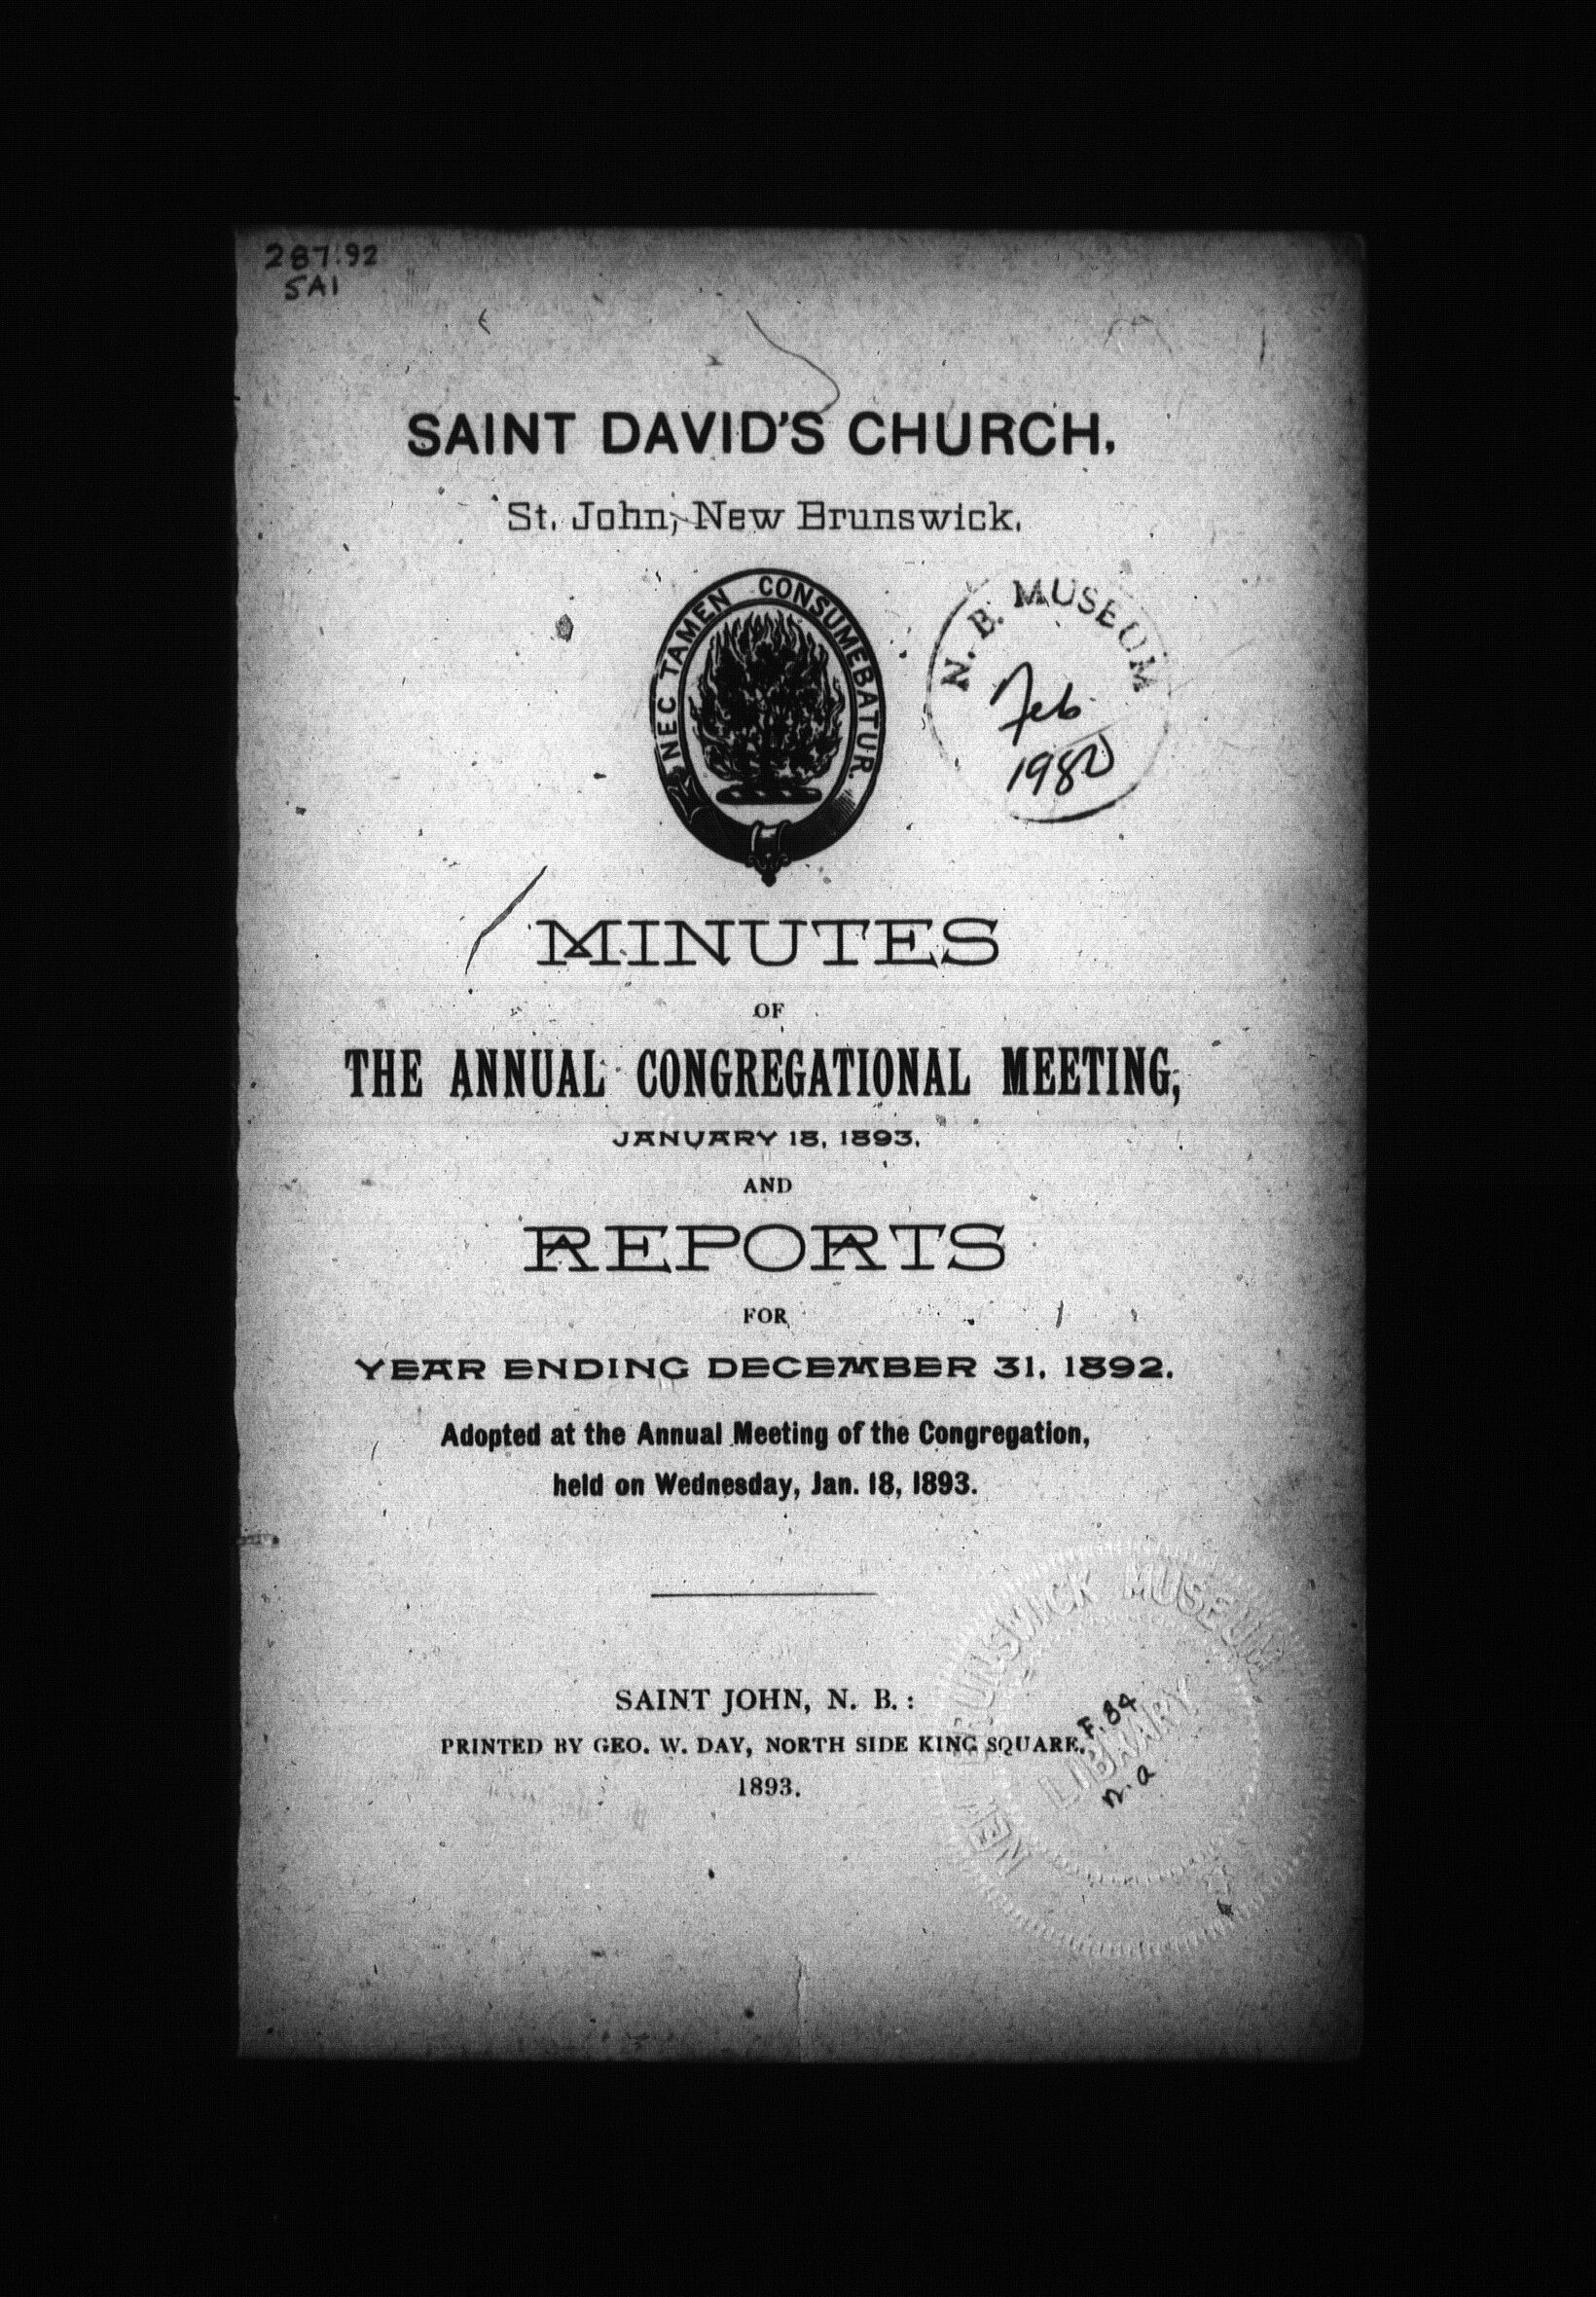 287.92
SA1
SAINT DAVID'S CHURCH,
St. John, New Brunswick.
NEC TAMEN CONSUMEBATUR.
N. B. MUSEUM
Feb
1980
MINUTES
OF
THE ANNUAL CONGREGATIONAL MEETING,
JANUARY 18, 1893,
AND
REPORTS
FOR
YEAR ENDING DECEMBER 31, 1892.
Adopted at the Annual Meeting of the Congregation,
held on Wednesday, Jan. 18, 1893.
NEW BRUNSWICK MUSEUM
LIBRARY
F.84
n.a
SAINT JOHN, N. B.:
PRINTED BY GEO. W. DAY, NORTH SIDE KING SQUARE.
1893.